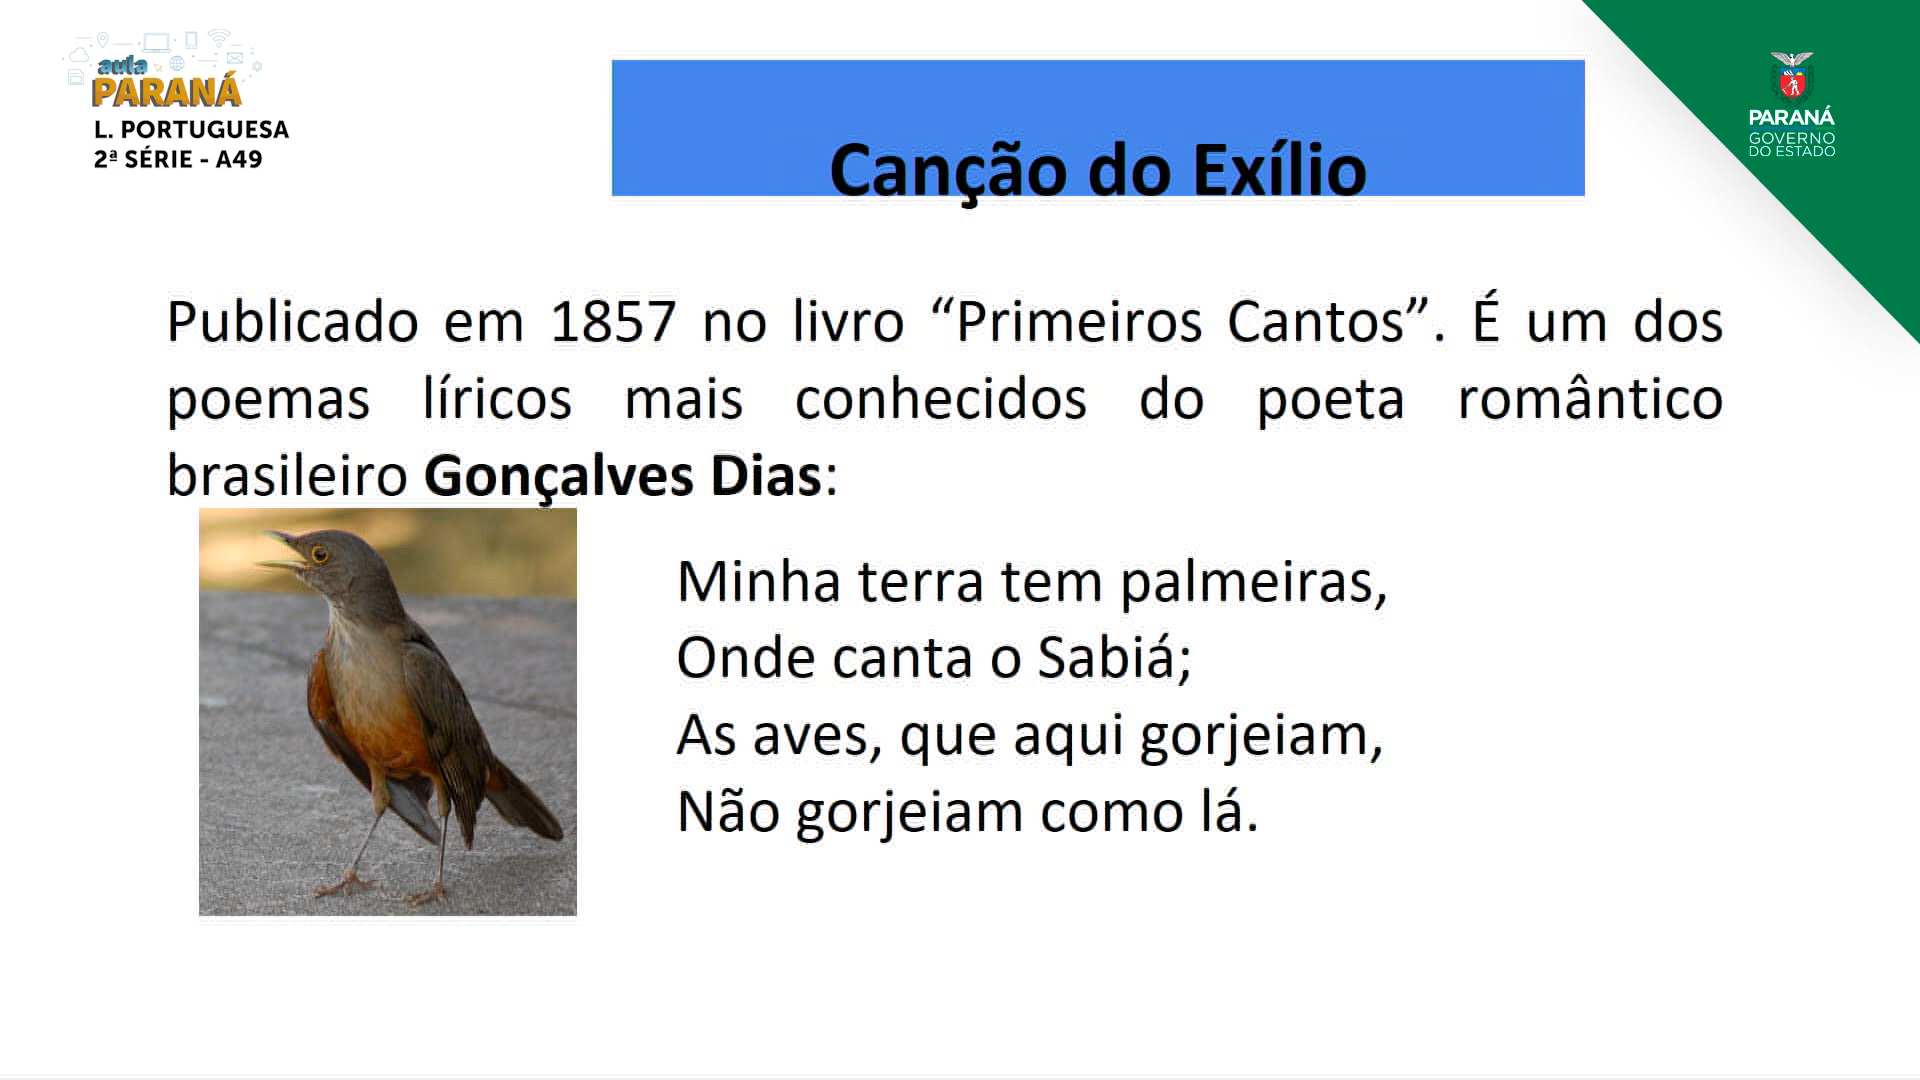 aula
PARANÁ
L. PORTUGUESA
2ª SÉRIE - A49
PARANÁ
GOVERNO
DO ESTADO
Canção do Exílio
Publicado em 1857 no livro “Primeiros Cantos”. É um dos
poemas líricos mais conhecidos do poeta romântico
brasileiro Gonçalves Dias:
Minha terra tem palmeiras,
Onde canta o Sabiá;
As aves, que aqui gorjeiam,
Não gorjeiam como lá.